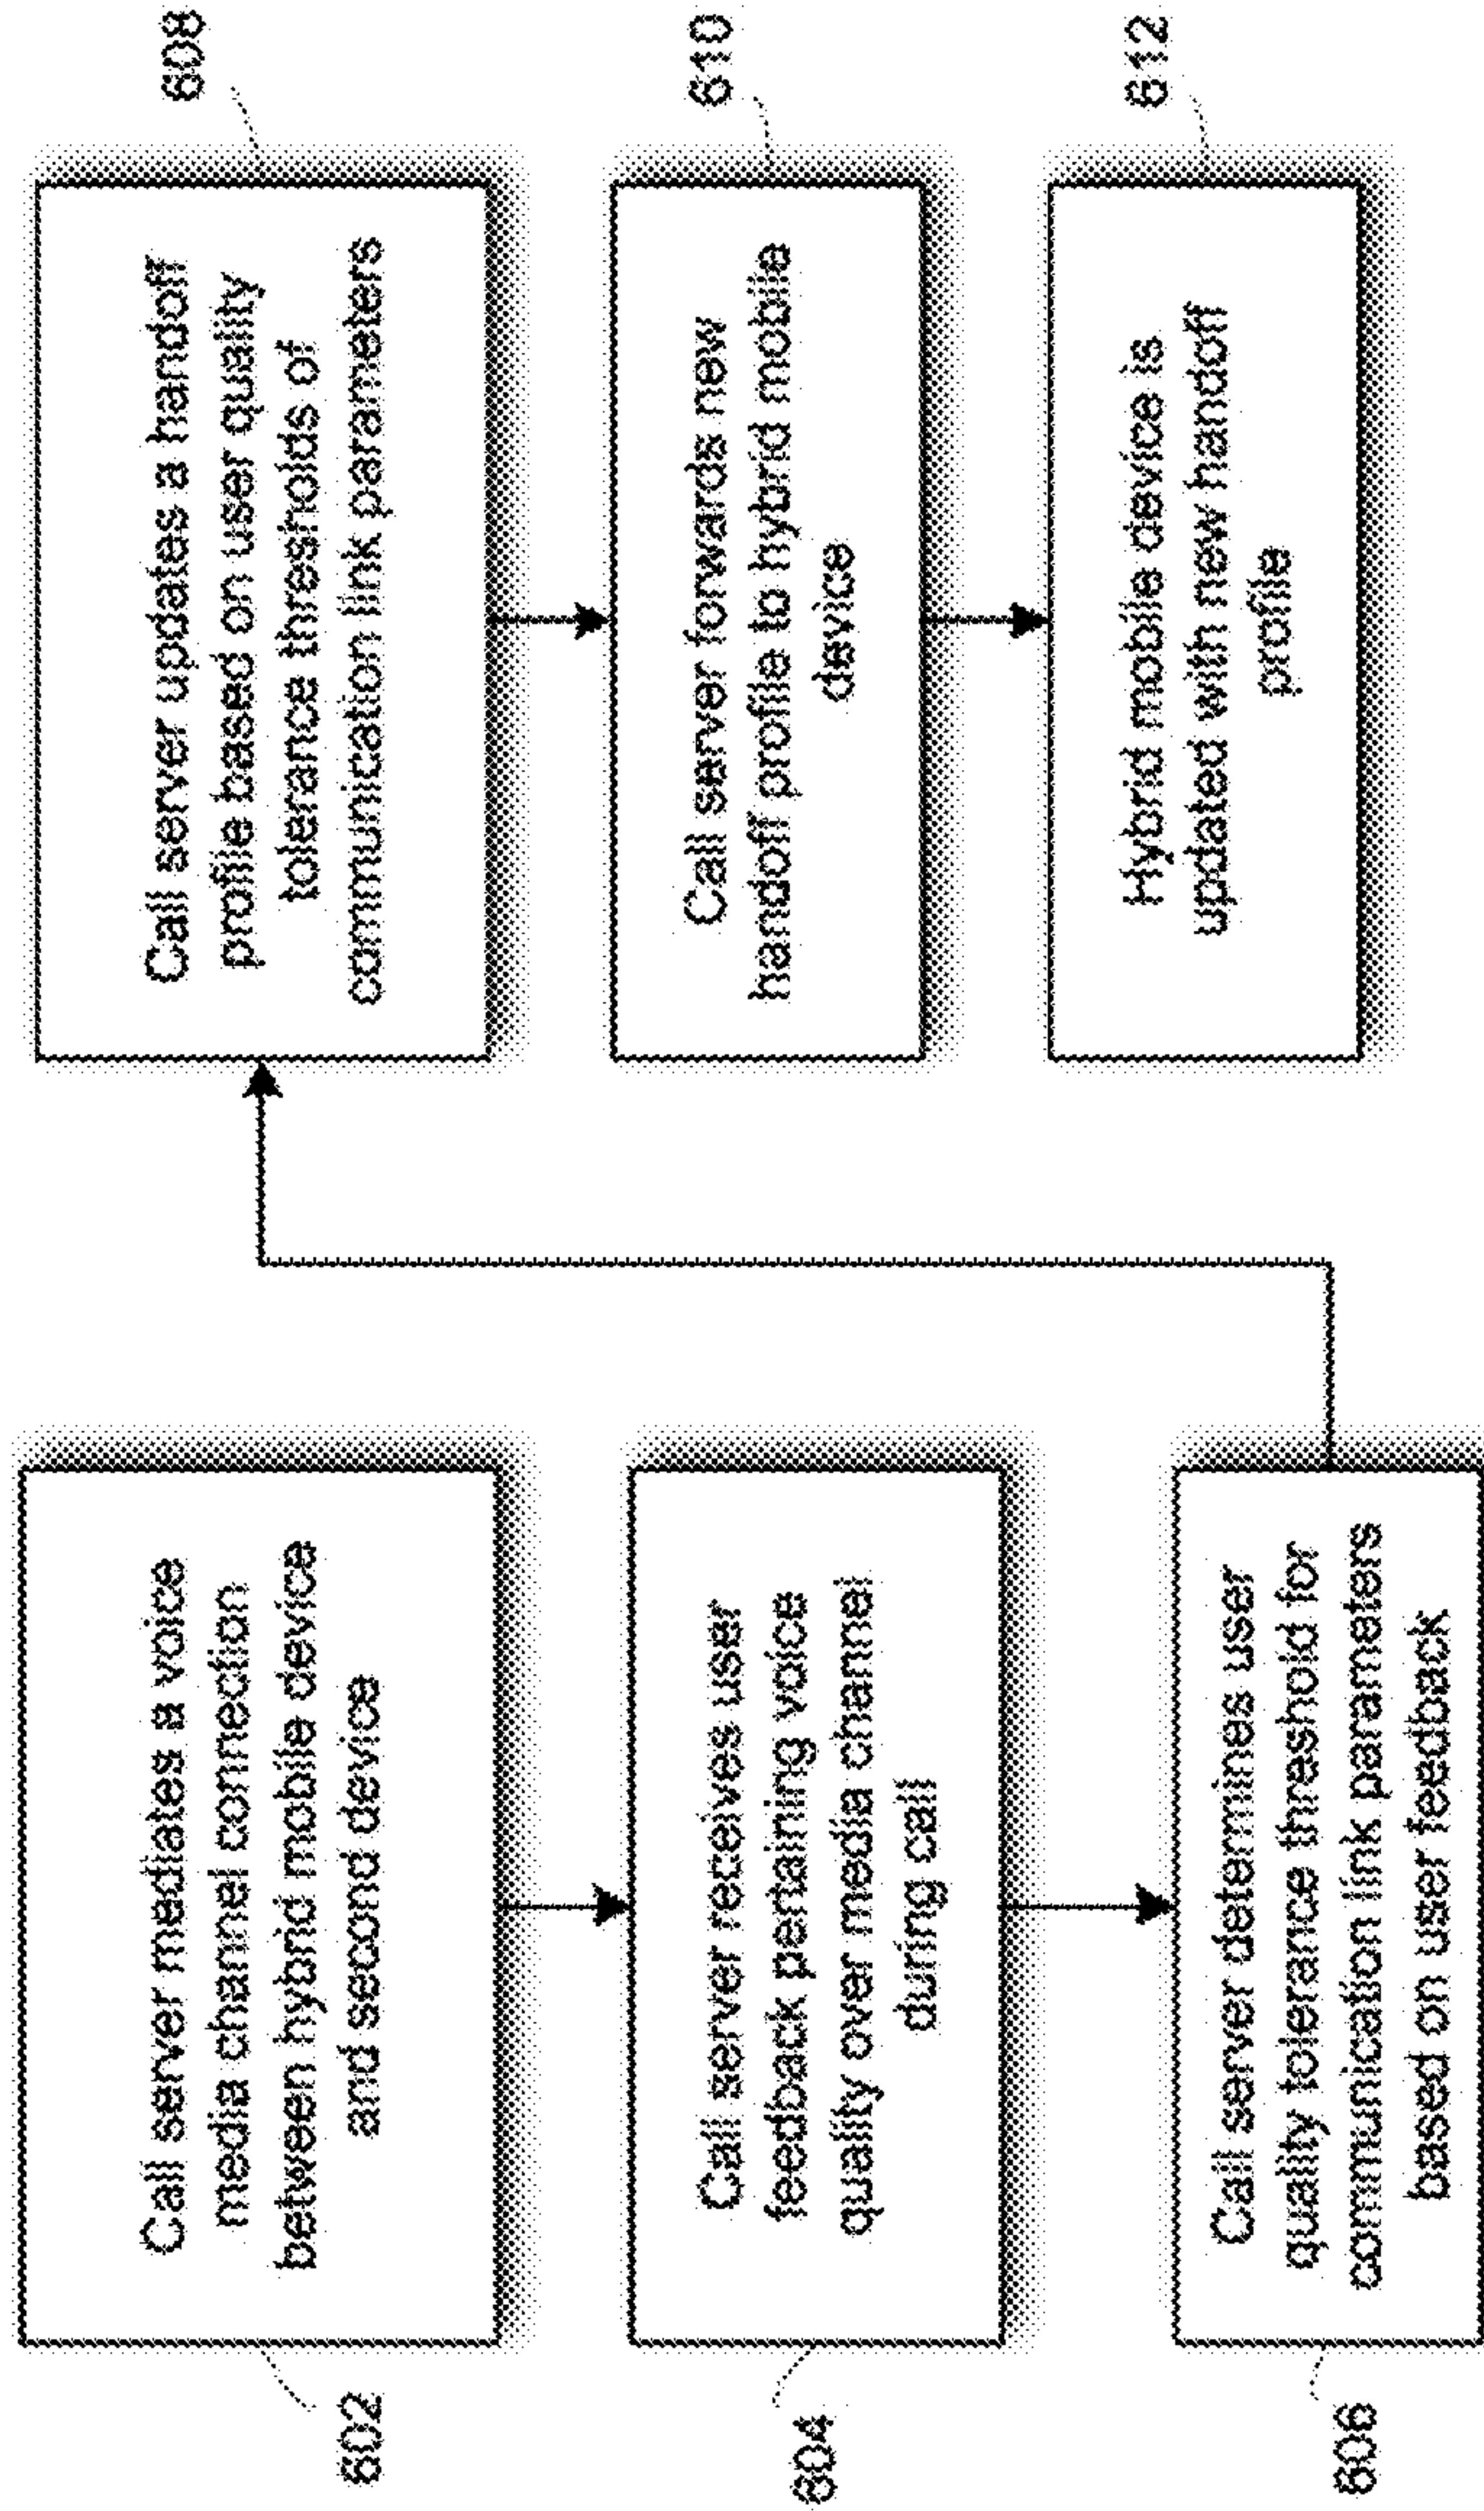 602
Call server mediates a voice
media channel connection
between hybrid mobile device
and second device
604
Call server receives user
feedback pertaining voice
quality over media channel
during call
606
Call server determines user
quality tolerance threshold for
communication link parameters
based on user feedback
608
Call server updates a handoff
profile based on user quality
tolerance thresholds of
communication link parameters
610
Call server forwards new
handoff profile to hybrid mobile
device
612
Hybrid mobile device is
updated with new handoff
profile